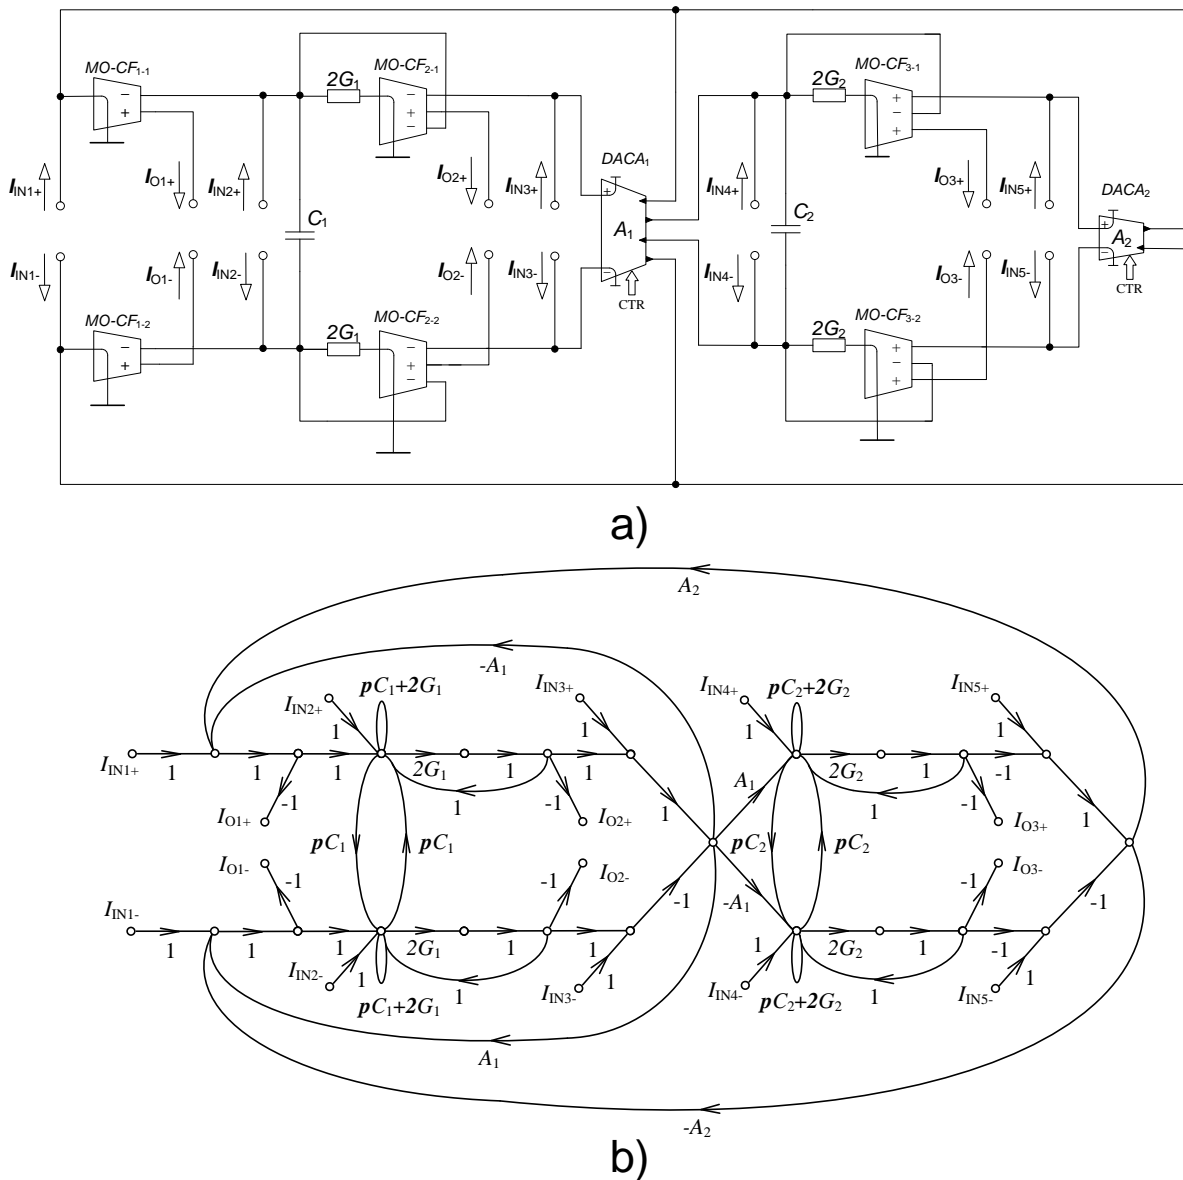 MO-CF1-1
2G1
MO-CF2-1
2G2
MO-CF3-1
− + − + − + + − +
DACA1
DACA2
IIN1+ IO1+ IIN2+ IO2+ IIN3+ IIN4+ IO3+ IIN5+
C1 A1 C2 A2
IIN1- IO1- IIN2- IO2- IIN3- IIN4- IO3- IIN5-
CTR CTR
MO-CF1-2
2G1
MO-CF2-2
2G2
MO-CF3-2
− + − + − + − +
a)
A2
-A1
pC1+2G1 IIN3+ IIN4+ pC2+2G2 IIN5+
IIN2+ 1 1 1 1
IIN1+ 1 1 1 2G1 1 1 A1 2G2 1 -1
-1 1 -1 1 1 -1 1
IO1+ IO2+ IO3+
pC1 pC1 pC2 pC2
IO1- IO2- IO3-
-1 -1 -1 -A1 -1 -1
IIN1- 1 1 1 2G1 1 1 1 2G2 1 -1
IIN2- 1 1 IIN3- 1 IIN4- 1 IIN5- 1
pC1+2G1 pC2+2G2
A1
-A2
b)